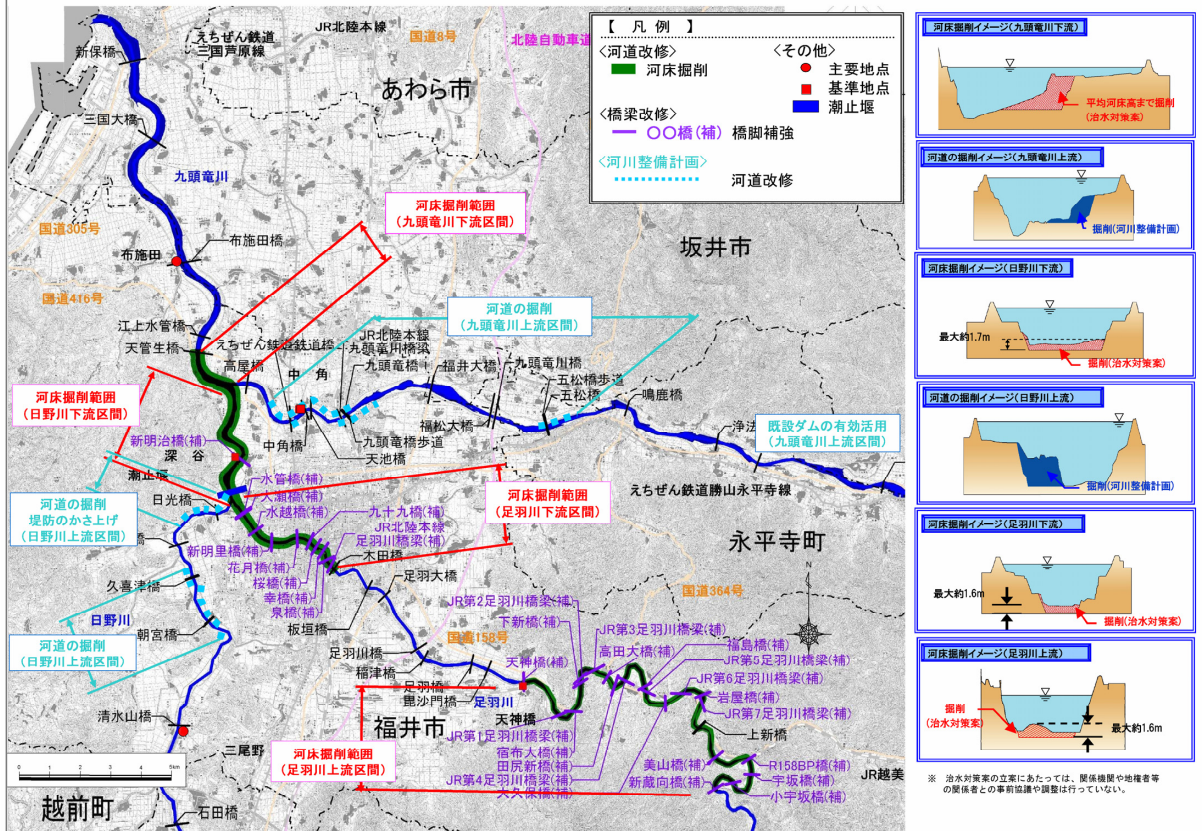 えちぜん鉄道
三国芦原線
JR北陸本線
国道8号
北陸自動車道
あわら市
新保橋
三国大橋
九頭竜川
国道305号
布施田橋
布施田
国道416号
江上水管橋
天菅生橋
【 凡 例 】
<河道改修>
河床掘削
<橋梁改修>
〇〇橋(補) 橋脚補強
<河川整備計画>
河道改修
<その他>
主要地点
基準地点
潮止堰
河床掘削範囲
(九頭竜川下流区間)
坂井市
河道の掘削
(九頭竜川上流区間)
えちぜん鉄道鉄道橋
JR北陸本線
九頭竜川橋梁
九頭竜橋
高屋橋
中 角
中角橋
天池橋
九頭竜橋歩道
福井大橋
福松大橋
九頭竜川橋
五松橋歩道
五松橋
鳴鹿橋
浄法
既設ダムの有効活用
(九頭竜川上流区間)
えちぜん鉄道勝山永平寺線
河床掘削範囲
(日野川下流区間)
新明治橋(補)
深 谷
潮止堰
日光橋
河道の掘削
堤防のかさ上げ
(日野川上流区間)
橋
水管橋(補)
大瀬橋(補)
水越橋(補)
九十九橋(補)
JR北陸本線
足羽川橋梁(補)
木田橋
新明里橋(補)
花月橋(補)
桜橋(補)
幸橋(補)
泉橋(補)
河床掘削範囲
(足羽川下流区間)
永平寺町
国道364号
N
久喜津橋
日野川
朝宮橋
河道の掘削
(日野川上流区間)
清水山橋
三尾野
足羽大橋
板垣橋
足羽川橋
稲津橋
足羽橋
毘沙門橋
国道158号
足羽川
福井市
天神橋(補)
天神橋
JR第2足羽川橋梁(補)
下新橋(補)
JR第3足羽川橋梁(補)
高田大橋(補)
福島橋(補)
JR第5足羽川橋梁(補)
JR第6足羽川橋梁(補)
岩屋橋(補)
JR第7足羽川橋梁(補)
上新橋
JR第1足羽川橋梁(補)
宿布大橋(補)
田尻新橋(補)
JR第4足羽川橋梁(補)
大久保橋(補)
美山橋(補)
新蔵向橋(補)
R158BP橋(補)
宇坂橋(補)
小宇坂橋(補)
JR越美
河床掘削範囲
(足羽川上流区間)
0 1 2 3 4 5km
越前町
石田橋
河床掘削イメージ(九頭竜川下流)
平均河床高まで掘削
(治水対策案)
河道の掘削イメージ(九頭竜川上流)
掘削(河川整備計画)
河床掘削イメージ(日野川下流)
最大約1.7m
掘削(治水対策案)
河道の掘削イメージ(日野川上流)
掘削(河川整備計画)
河床掘削イメージ(足羽川下流)
最大約1.6m
掘削(治水対策案)
河床掘削イメージ(足羽川上流)
掘削
(治水対策案)
最大約1.6m
※ 治水対策案の立案にあたっては、関係機関や地権者等
の関係者との事前協議や調整は行っていない。